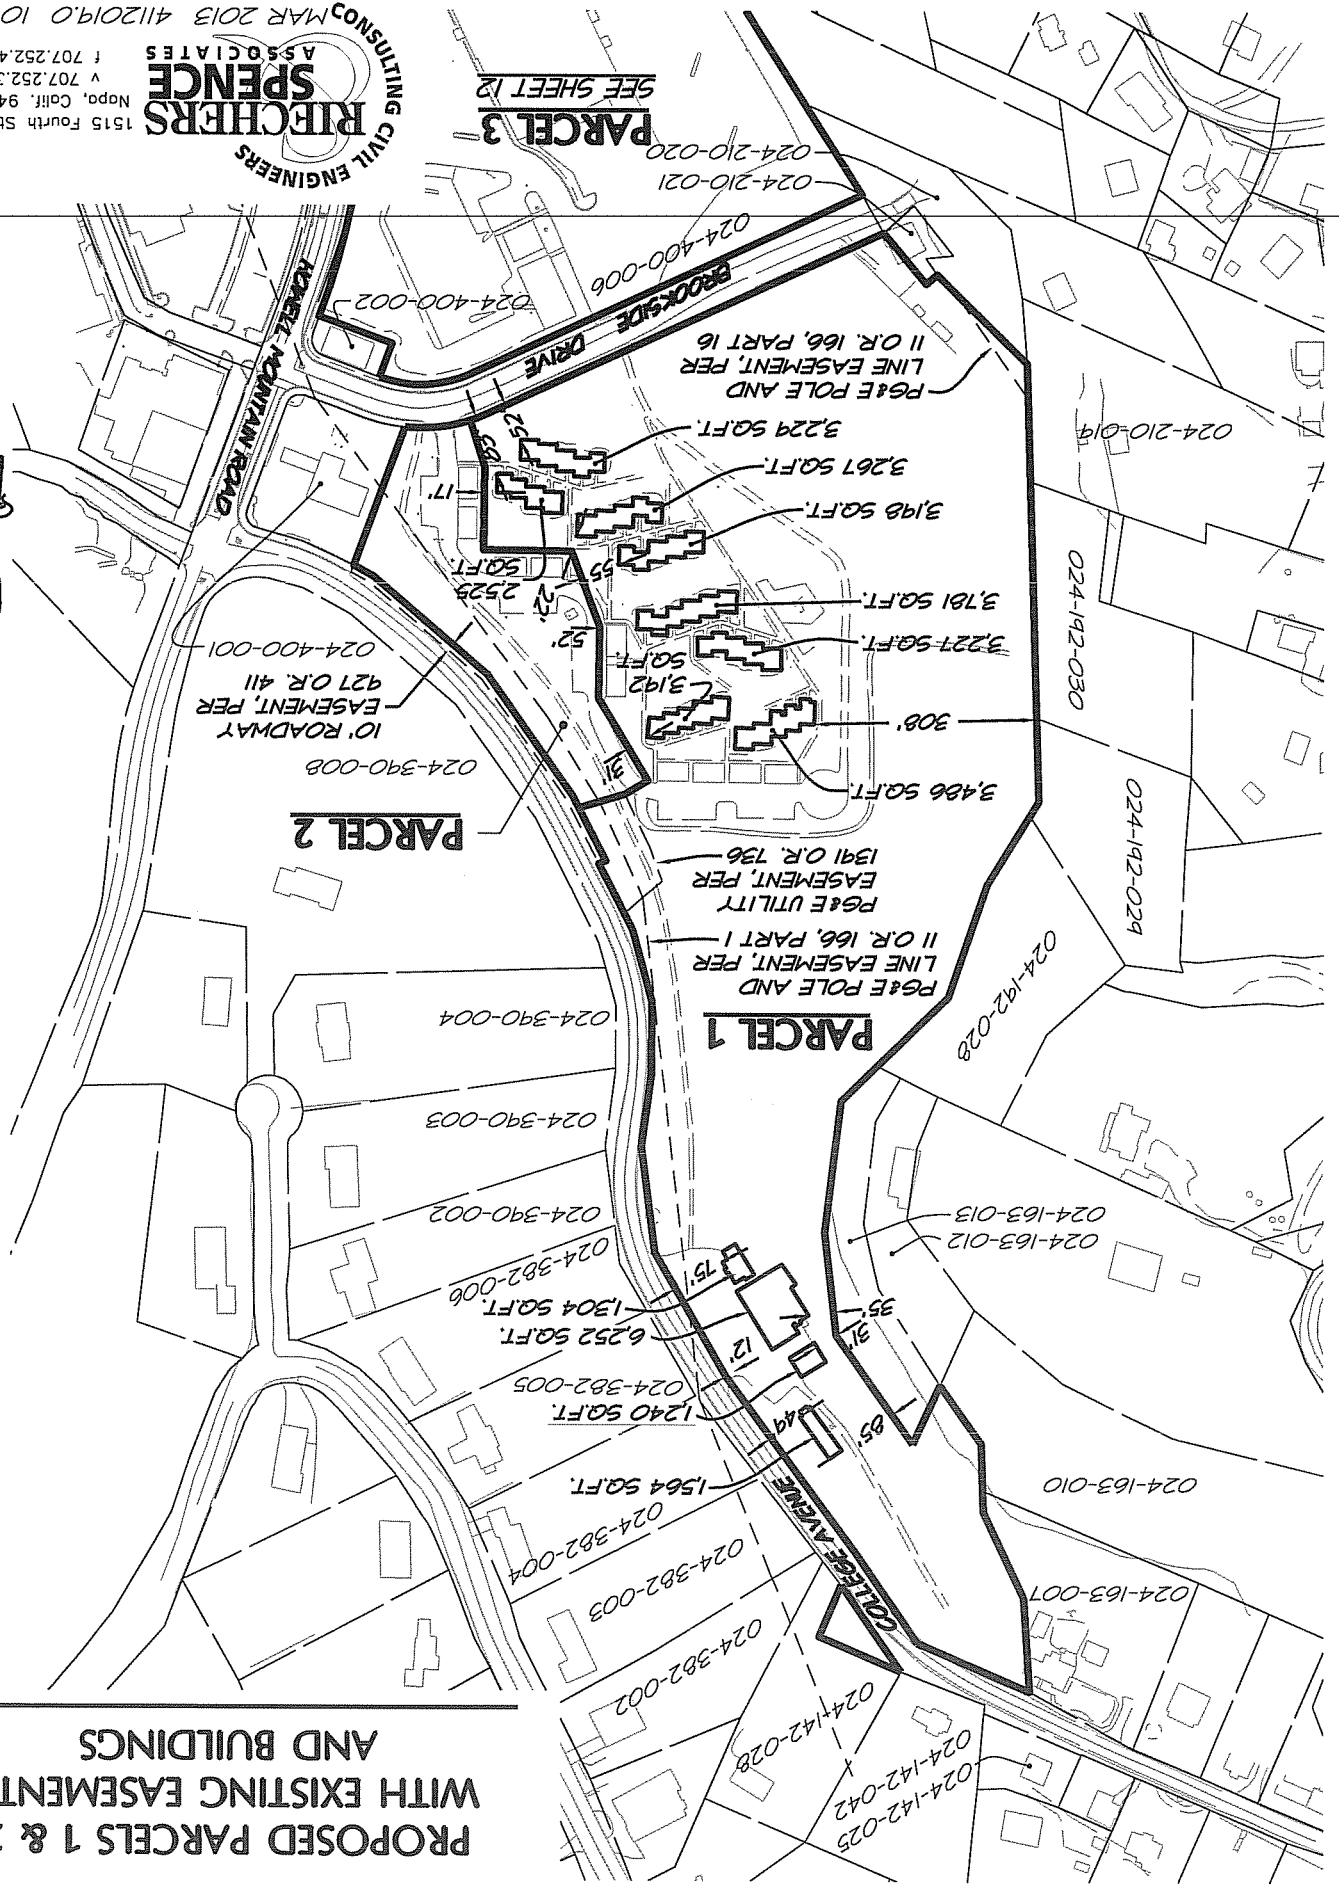 PROPOSED PARCELS 1 &
WITH EXISTING EASEMENT
AND BUILDINGS
024-142-025
024-142-042
024-142-028
024-382-002
024-382-003
024-382-004
024-163-007
COLLEGE AVENUE
024-163-010
1,564 SQ.FT.
49'
85'
1,240 SQ.FT.
024-382-005
12'
6,252 SQ.FT.
1,304 SQ.FT.
75'
31'
35'
024-382-006
024-163-012
024-163-013
024-390-002
024-390-003
024-390-004
PARCEL 1
024-192-028
PG&E POLE AND
LINE EASEMENT, PER
11 O.R. 166, PART 1
PG&E UTILITY
EASEMENT, PER
1391 O.R. 736
024-192-029
PARCEL 2
3,486 SQ.FT.
31'
024-390-008
308'
10' ROADWAY
EASEMENT, PER
927 O.R. 411
3,192
SQ.FT.
52'
3,227 SQ.FT.
024-400-001
3,781 SQ.FT.
024-192-030
22'
55'
2,525
SQ.FT.
3,198 SQ.FT.
17'
3,267 SQ.FT.
63'
52'
3,229 SQ.FT.
HOWELL MOUNTAIN ROAD
024-210-019
PG&E POLE AND
LINE EASEMENT, PER
11 O.R. 166, PART 16
BROOKSIDE DRIVE
024-400-002
024-400-006
024-210-021
024-210-020
PARCEL 3
SEE SHEET 12
CONSULTING CIVIL ENGINEERS
RIECHERS
SPENCE
ASSOCIATES
1515 Fourth St
Napa, Calif. 94
v 707.252.3
f 707.252.4
MAR 2013 4112019.0 10